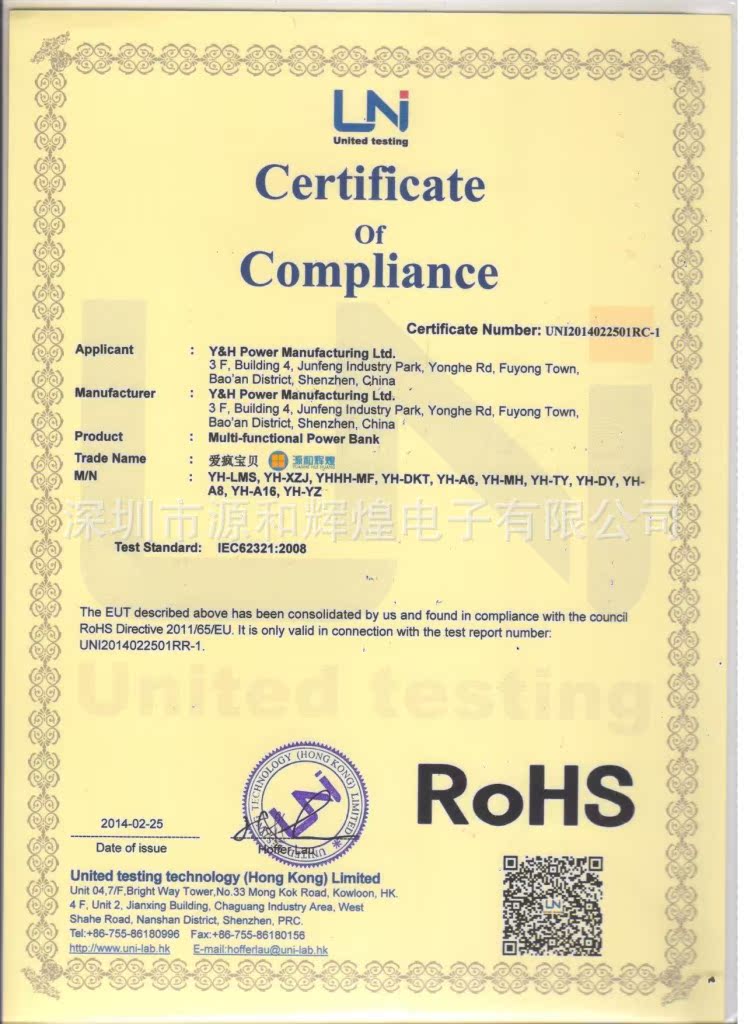 UNi
United testing
Certificate
Of
Compliance
Certificate Number: UNI2014022501RC-1
Applicant : Y&H Power Manufacturing Ltd.
3 F, Building 4, Junfeng Industry Park, Yonghe Rd, Fuyong Town,
Bao'an District, Shenzhen, China
Manufacturer : Y&H Power Manufacturing Ltd.
3 F, Building 4, Junfeng Industry Park, Yonghe Rd, Fuyong Town,
Bao'an District, Shenzhen, China
Product : Multi-functional Power Bank
Trade Name : 爱疯宝贝 源和辉煌
M/N : YH-LMS, YH-XZJ, YHHH-MF, YH-DKT, YH-A6, YH-MH, YH-TY, YH-DY, YH-
A8, YH-A16, YH-YZ
深圳市源和辉煌电子有限公司
Test Standard: IEC62321:2008
The EUT described above has been consolidated by us and found in compliance with the council
RoHS Directive 2011/65/EU. It is only valid in connection with the test report number:
UNI2014022501RR-1.
United testing
RoHS
2014-02-25
Date of issue
UNITED TESTING TECHNOLOGY (HONG KONG) LIMITED
UNi
Hoffer Lau
United testing technology (Hong Kong) Limited
Unit 04,7/F,Bright Way Tower,No.33 Mong Kok Road, Kowloon, HK.
4 F, Unit 2, Jianxing Building, Chaguang Industry Area, West
Shahe Road, Nanshan District, Shenzhen, PRC.
Tel:+86-755-86180996 Fax:+86-755-86180156
http://www.uni-lab.hk E-mail:hofferlau@uni-lab.hk